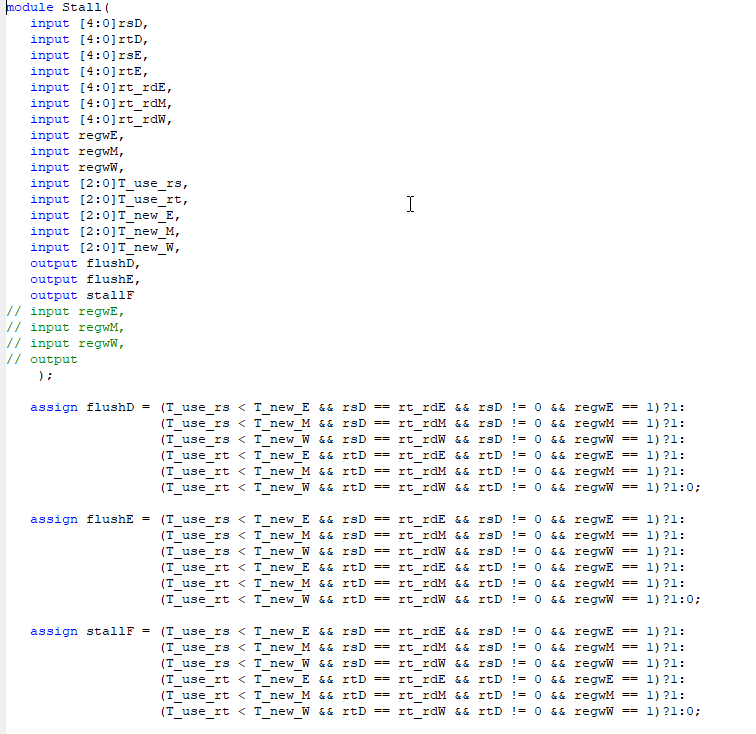 module Stall(
input [4:0]rsD,
input [4:0]rtD,
input [4:0]rsE,
input [4:0]rtE,
input [4:0]rt_rdE,
input [4:0]rt_rdM,
input [4:0]rt_rdW,
input regwE,
input regwM,
input regwW,
input [2:0]T_use_rs,
input [2:0]T_use_rt,
input [2:0]T_new_E,
input [2:0]T_new_M,
input [2:0]T_new_W,
output flushD,
output flushE,
output stallF
// input regwE,
// input regwM,
// input regwW,
// output
);
assign flushD = (T_use_rs < T_new_E && rsD == rt_rdE && rsD != 0 && regwE == 1)?1:
(T_use_rs < T_new_M && rsD == rt_rdM && rsD != 0 && regwM == 1)?1:
(T_use_rs < T_new_W && rsD == rt_rdW && rsD != 0 && regwW == 1)?1:
(T_use_rt < T_new_E && rtD == rt_rdE && rtD != 0 && regwE == 1)?1:
(T_use_rt < T_new_M && rtD == rt_rdM && rtD != 0 && regwM == 1)?1:
(T_use_rt < T_new_W && rtD == rt_rdW && rtD != 0 && regwW == 1)?1:0;
assign flushE = (T_use_rs < T_new_E && rsD == rt_rdE && rsD != 0 && regwE == 1)?1:
(T_use_rs < T_new_M && rsD == rt_rdM && rsD != 0 && regwM == 1)?1:
(T_use_rs < T_new_W && rsD == rt_rdW && rsD != 0 && regwW == 1)?1:
(T_use_rt < T_new_E && rtD == rt_rdE && rtD != 0 && regwE == 1)?1:
(T_use_rt < T_new_M && rtD == rt_rdM && rtD != 0 && regwM == 1)?1:
(T_use_rt < T_new_W && rtD == rt_rdW && rtD != 0 && regwW == 1)?1:0;
assign stallF = (T_use_rs < T_new_E && rsD == rt_rdE && rsD != 0 && regwE == 1)?1:
(T_use_rs < T_new_M && rsD == rt_rdM && rsD != 0 && regwM == 1)?1:
(T_use_rs < T_new_W && rsD == rt_rdW && rsD != 0 && regwW == 1)?1:
(T_use_rt < T_new_E && rtD == rt_rdE && rtD != 0 && regwE == 1)?1:
(T_use_rt < T_new_M && rtD == rt_rdM && rtD != 0 && regwM == 1)?1:
(T_use_rt < T_new_W && rtD == rt_rdW && rtD != 0 && regwW == 1)?1:0;